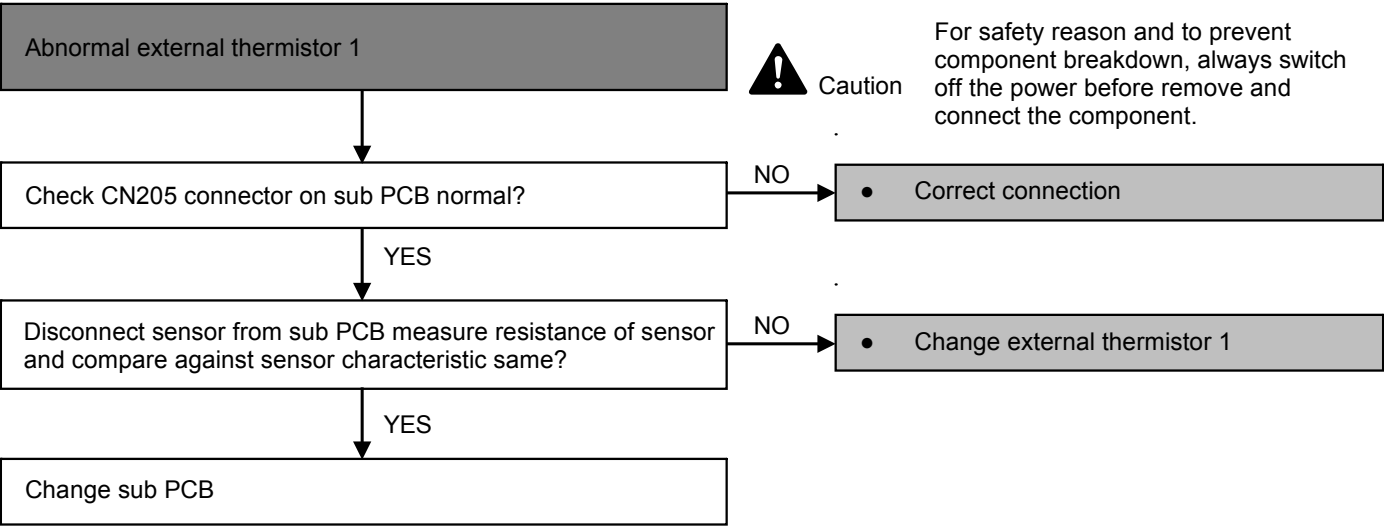 Abnormal external thermistor 1
Caution
For safety reason and to prevent
component breakdown, always switch
off the power before remove and
connect the component.
Check CN205 connector on sub PCB normal?
NO
● Correct connection
YES
Disconnect sensor from sub PCB measure resistance of sensor
and compare against sensor characteristic same?
NO
● Change external thermistor 1
YES
Change sub PCB